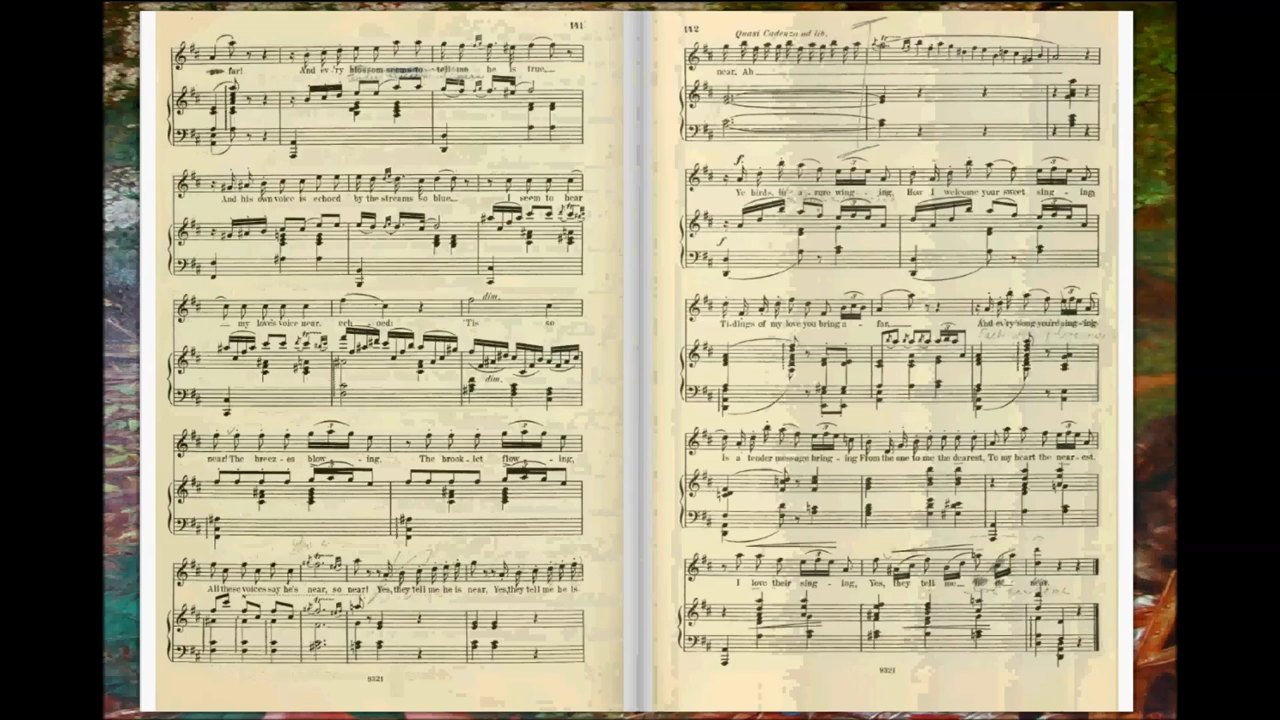 141
far! And ev'ry blossom seems to tell me he is true,
And his own voice is echoed by the streams so blue. I seem to hear
dim.
my love's voice near, ech - oed: 'Tis so
dim.
near! The breez - es blow - ing, The brook - let flow - ing,
All these voices say he's near, so near! Yes, they tell me he is near, Yes, they tell me he is
9321
142
Quasi Cadenza ad lib.
near, Ah
f.
Ye birds, in a - zure wing - ing, How I welcome your sweet sing - ing
f
Tidings of my love you bring a - far, And ev'ry song you're sing - ing
Is a tender message bring - ing From the one to me the dearest, To my heart the near - est.
I love their sing - ing, Yes, they tell me near.
9321